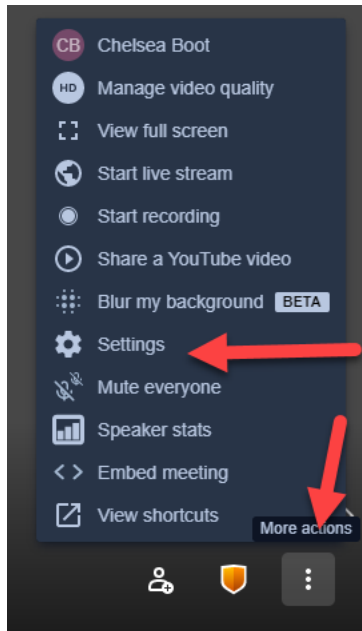 CB Chelsea Boot
HD Manage video quality
View full screen
Start live stream
Start recording
Share a YouTube video
Blur my background BETA
Settings
Mute everyone
Speaker stats
Embed meeting
View shortcuts
More actions